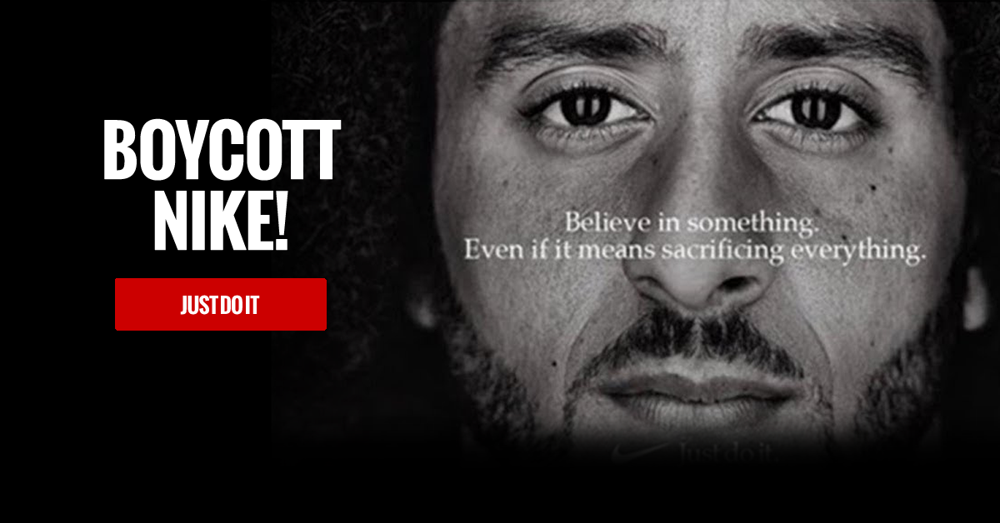 BOYCOTT
NIKE!
JUST DO IT
Believe in something.
Even if it means sacrificing everything.
Just do it.